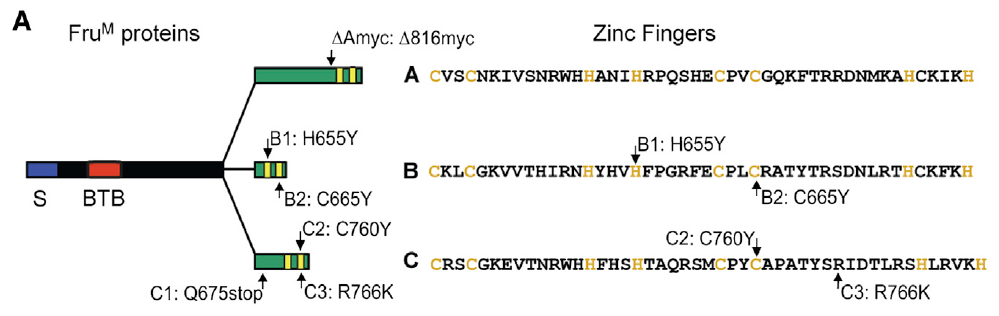 A
Fru^M proteins
Zinc Fingers
ΔAmyc: Δ816myc
A CVSCNKIVSNRWHHANIHRPQSHECPVCGQKFTRRDNMKAHCKIKH
B1: H655Y
B1: H655Y
B CKLCGKVVTHIRNHYHVHFPGRFECPLCRATYTRSDNLRTHCKFKH
S
BTB
B2: C665Y
B2: C665Y
C2: C760Y
C2: C760Y
C CRSCGKEVTNRWHHFHSHTAQRSMCPYCAPATYSRIDTLRSHLRVKH
C1: Q675stop
C3: R766K
C3: R766K